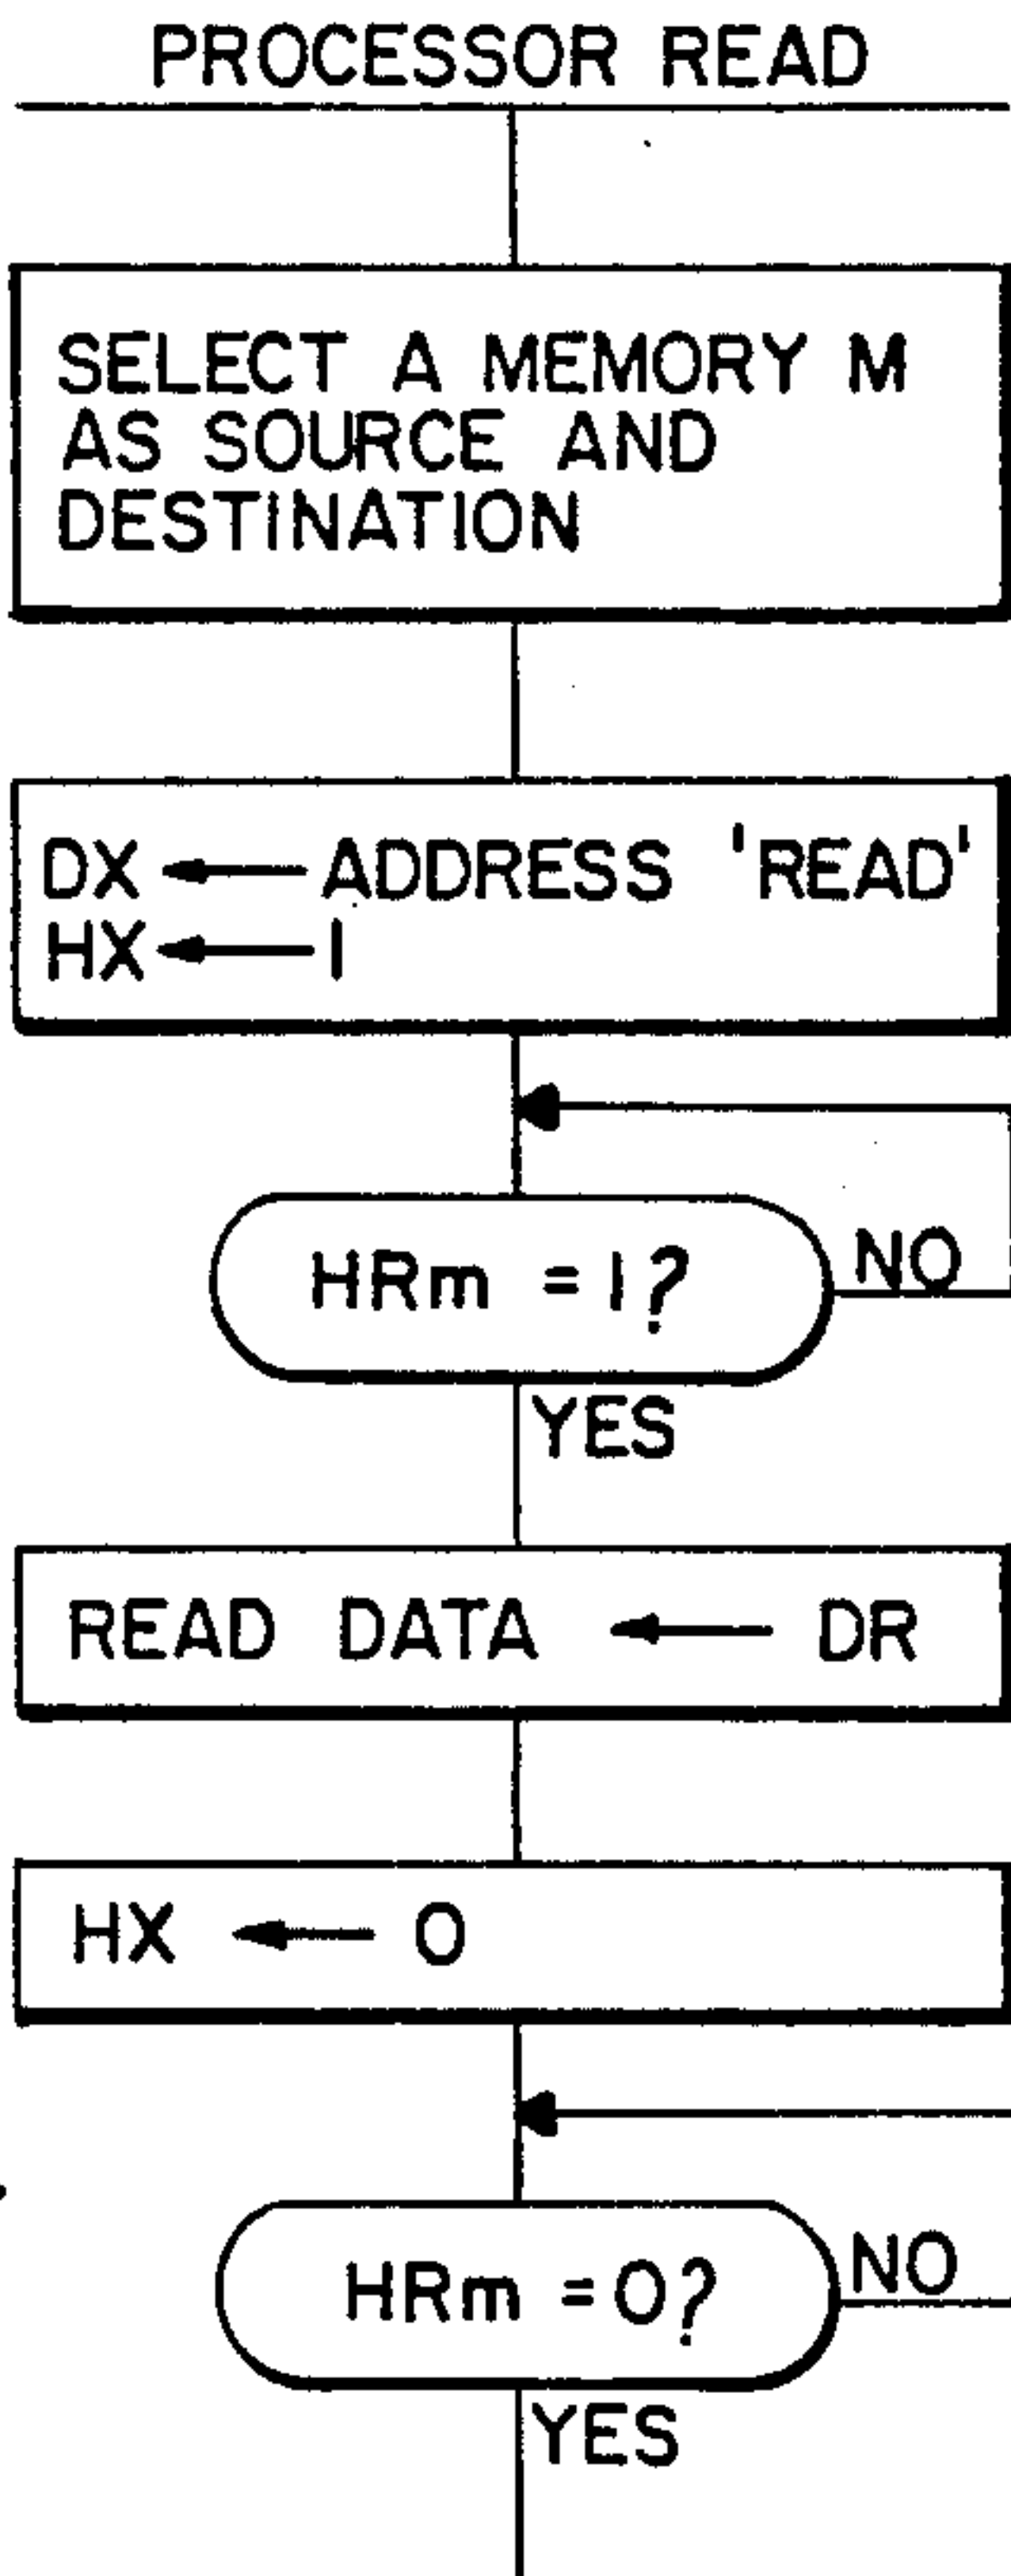 PROCESSOR READ
SELECT A MEMORY M
AS SOURCE AND
DESTINATION
DX ← ADDRESS 'READ'
HX ← 1
HRm = 1?
NO
YES
READ DATA ← DR
HX ← 0
HRm = 0?
NO
YES